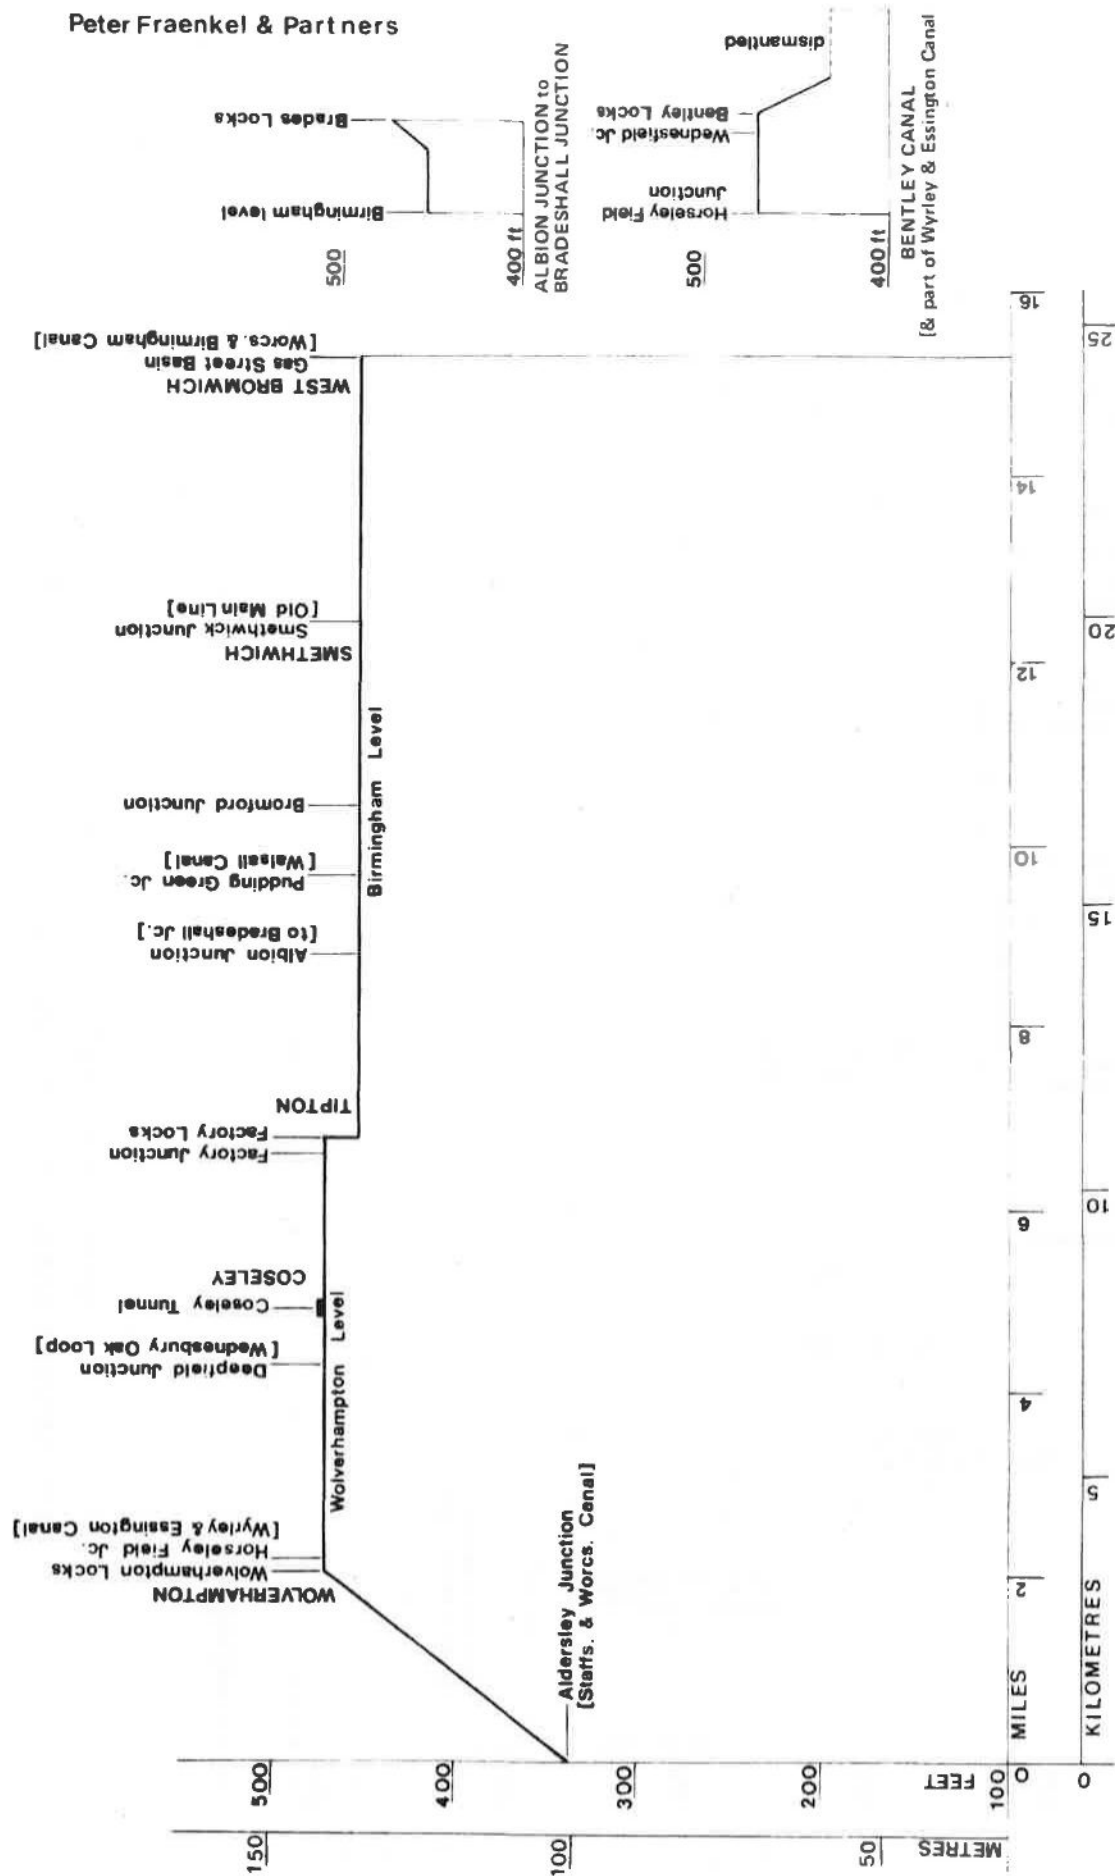 Peter Fraenkel & Partners
Brades Locks
Birmingham level
500
400 ft
ALBION JUNCTION to
BRADESHALL JUNCTION
dismantled
Bentley Locks
Wednesfield Jc.
Horseley Field
Junction
500
400 ft
BENTLEY CANAL
[& part of Wyrley & Essington Canal
Gas Street Basin
[Worcs. & Birmingham Canal]
WEST BROMWICH
Smethwick Junction
[Old Main Line]
SMETHWICH
Bromford Junction
Pudding Green Jc.
[Walsall Canal]
Albion Junction
[to Bradeshall Jc.]
Birmingham Level
TIPTON
Factory Locks
Factory Junction
COSELEY
Coseley Tunnel
Deepfield Junction
[Wednesbury Oak Loop]
Wolverhampton Level
Horseley Field Jc.
[Wyrley & Essington Canal]
Wolverhampton Locks
WOLVERHAMPTON
Aldersley Junction
[Staffs. & Worcs. Canal]
16
14
12
10
8
6
4
2
0
MILES
25
20
15
10
5
0
KILOMETRES
500
400
300
200
100
FEET
150
100
50
METRES